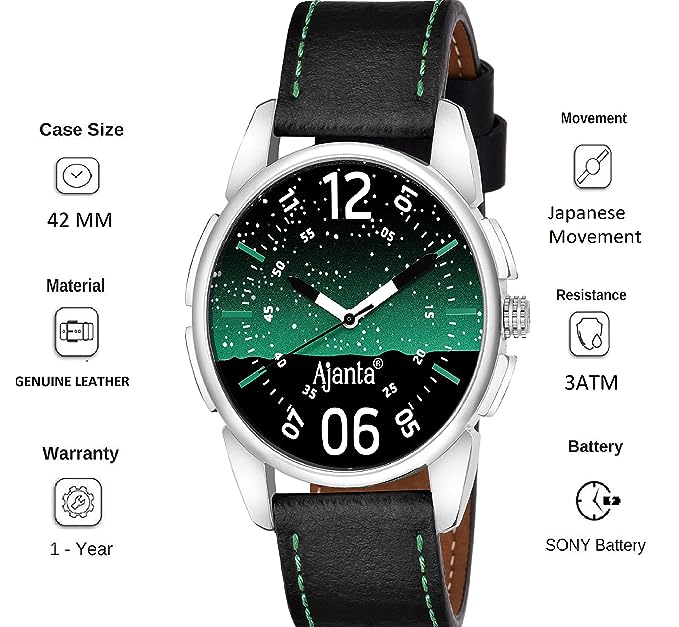 Case Size
42 MM
Material
GENUINE LEATHER
Warranty
1 - Year
12
11
01
55
05
50
45
15
40
20
35
25
Ajanta®
07
05
06
Movement
Japanese
Movement
Resistance
3ATM
Battery
SONY Battery